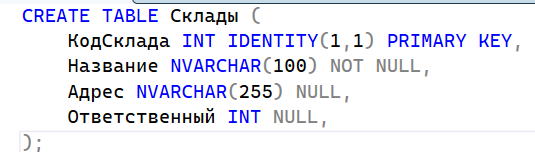 CREATE TABLE Склады (
    КодСклада INT IDENTITY(1,1) PRIMARY KEY,
    Название NVARCHAR(100) NOT NULL,
    Адрес NVARCHAR(255) NULL,
    Ответственный INT NULL,
);